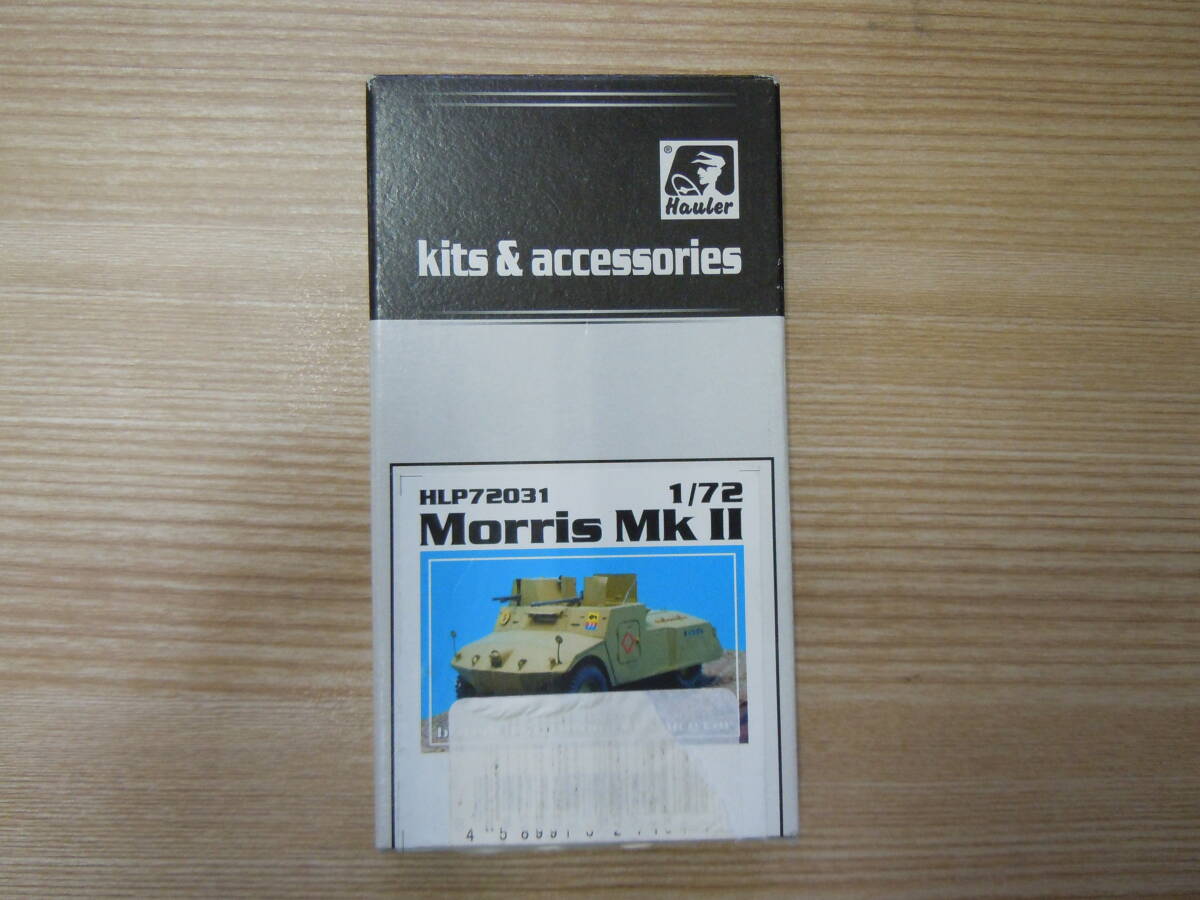 ®
Hauler
kits & accessories
HLP72031 1/72
Morris Mk II